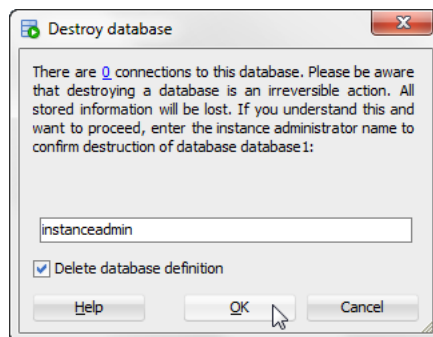 Destroy database
There are 0 connections to this database. Please be aware
that destroying a database is an irreversible action. All
stored information will be lost. If you understand this and
want to proceed, enter the instance administrator name to
confirm destruction of database database1:
instanceadmin
Delete database definition
Help OK Cancel